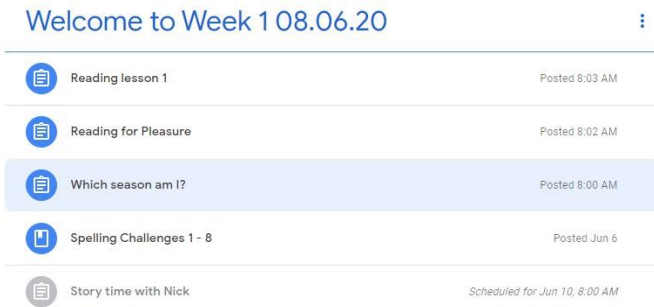 Welcome to Week 1 08.06.20
Reading lesson 1 Posted 8:03 AM
Reading for Pleasure Posted 8:02 AM
Which season am I? Posted 8:00 AM
Spelling Challenges 1 - 8 Posted Jun 6
Story time with Nick Scheduled for Jun 10, 8:00 AM